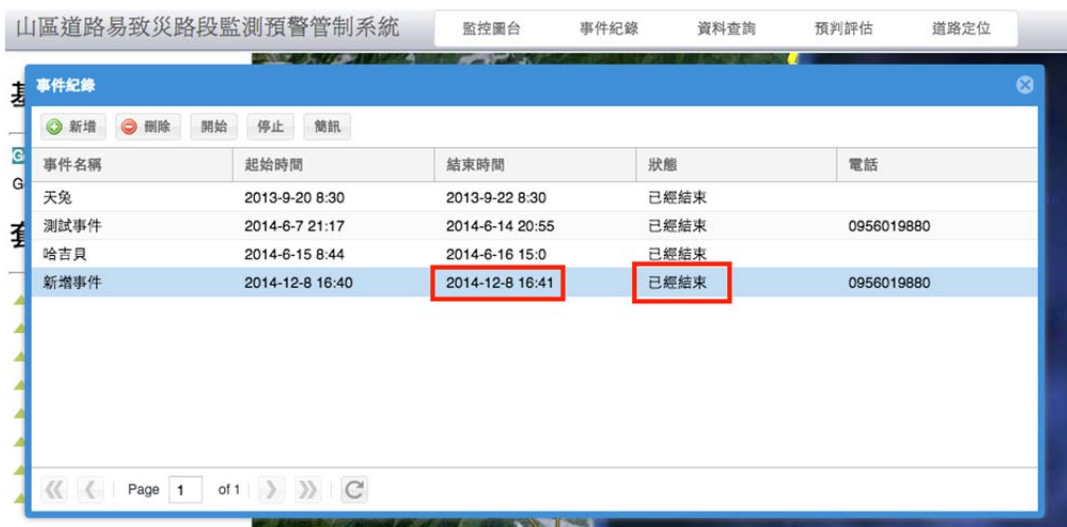 山區道路易致災路段監測預警管制系統 監控圖台 事件紀錄 資料查詢 預判評估 道路定位
事件紀錄
新增 刪除 開始 停止 簡訊
事件名稱 起始時間 結束時間 狀態 電話
天兔 2013-9-20 8:30 2013-9-22 8:30 已經結束
測試事件 2014-6-7 21:17 2014-6-14 20:55 已經結束 0956019880
哈吉貝 2014-6-15 8:44 2014-6-16 15:0 已經結束
新增事件 2014-12-8 16:40 2014-12-8 16:41 已經結束 0956019880
Page 1 of 1